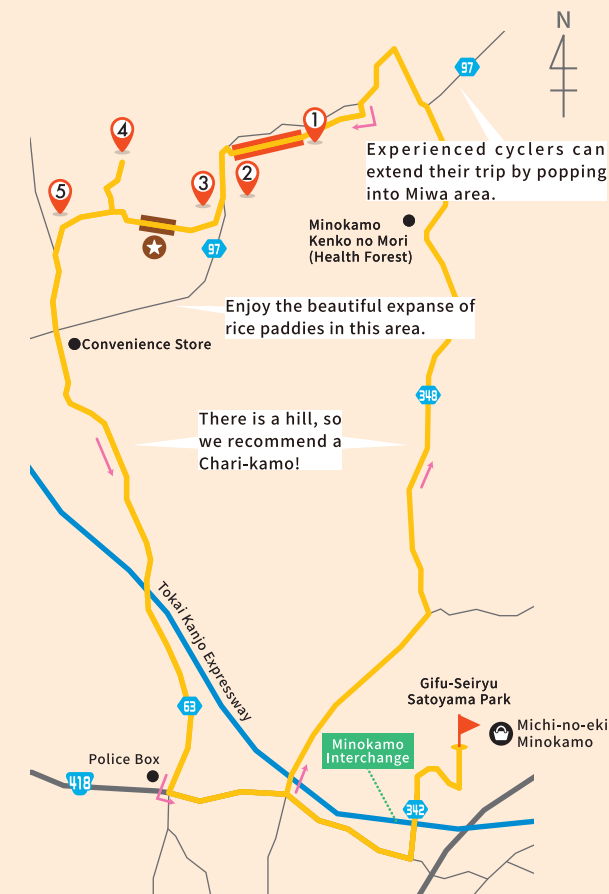 N
97
1
4
Experienced cyclers can
extend their trip by popping
into Miwa area.
2
3
5
Minokamo
Kenko no Mori
(Health Forest)
97
Enjoy the beautiful expanse of
rice paddies in this area.
Convenience Store
348
There is a hill, so
we recommend a
Chari-kamo!
Tokai Kanjo Expressway
Gifu-Seiryu
Satoyama Park
63
Michi-no-eki
Minokamo
Minokamo
Interchange
Police Box
418
342